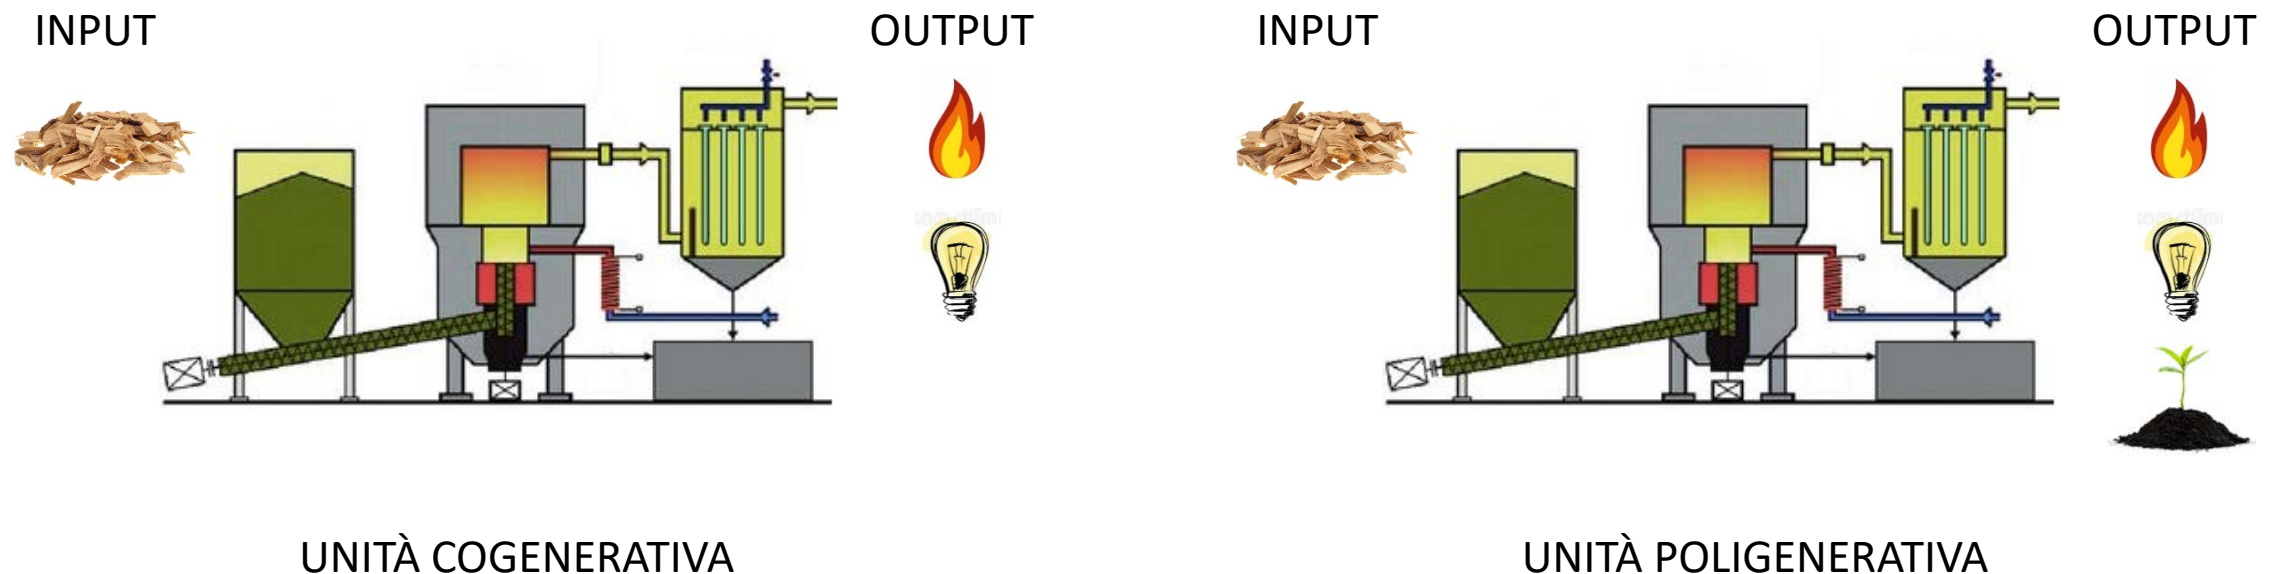 INPUT
OUTPUT
INPUT
OUTPUT
UNITÀ COGENERATIVA
UNITÀ POLIGENERATIVA